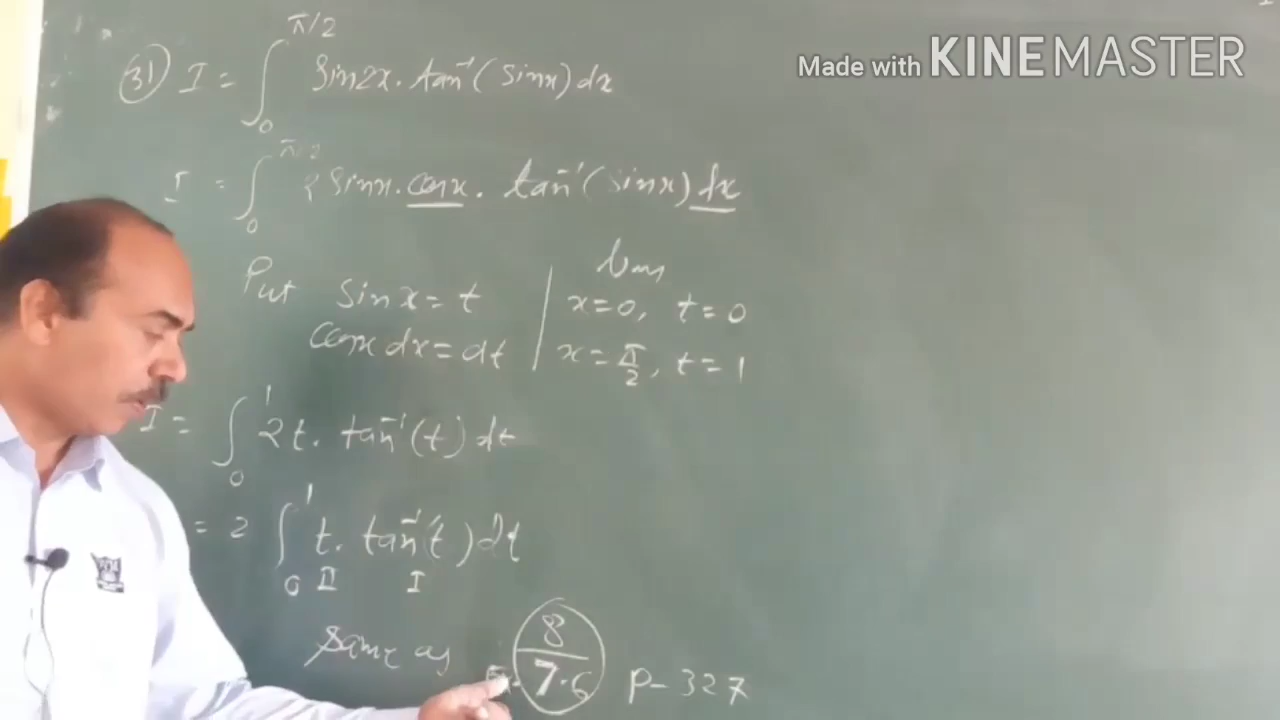 Made with KINEMASTER
(31) I = ∫₀^(π/2) Sin2x. tan⁻¹(sinx)dx
I = ∫₀^(π/2) 2 sinx. cosx. tan⁻¹(sinx) dx
Put sinx = t
cosx dx = dt
x = 0, t = 0
x = π/2, t = 1
I = ∫₀¹ 2t. tan⁻¹(t) dt
= 2 ∫₀¹ t. tan⁻¹(t) dt
II I
same as 8/7.6 P-327